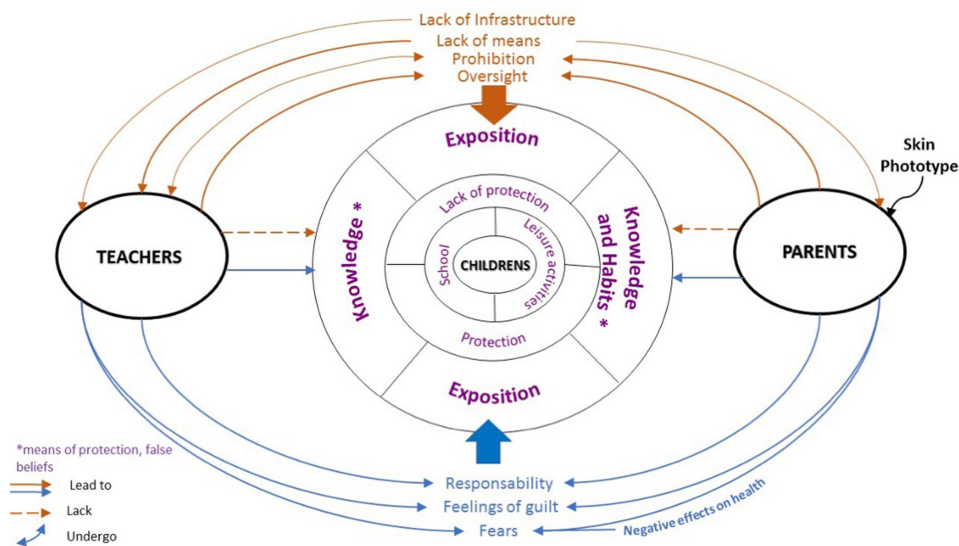 Lack of Infrastructure
Lack of means
Prohibition
Oversight
Exposition
Skin
Phototype
Lack of protection
Knowledge *
Knowledge
and Habits *
TEACHERS
School
CHILDRENS
Leisure activities
PARENTS
Protection
Exposition
*means of protection, false
beliefs
Lead to
Lack
Undergo
Responsability
Feelings of guilt
Fears
Negative effects on health